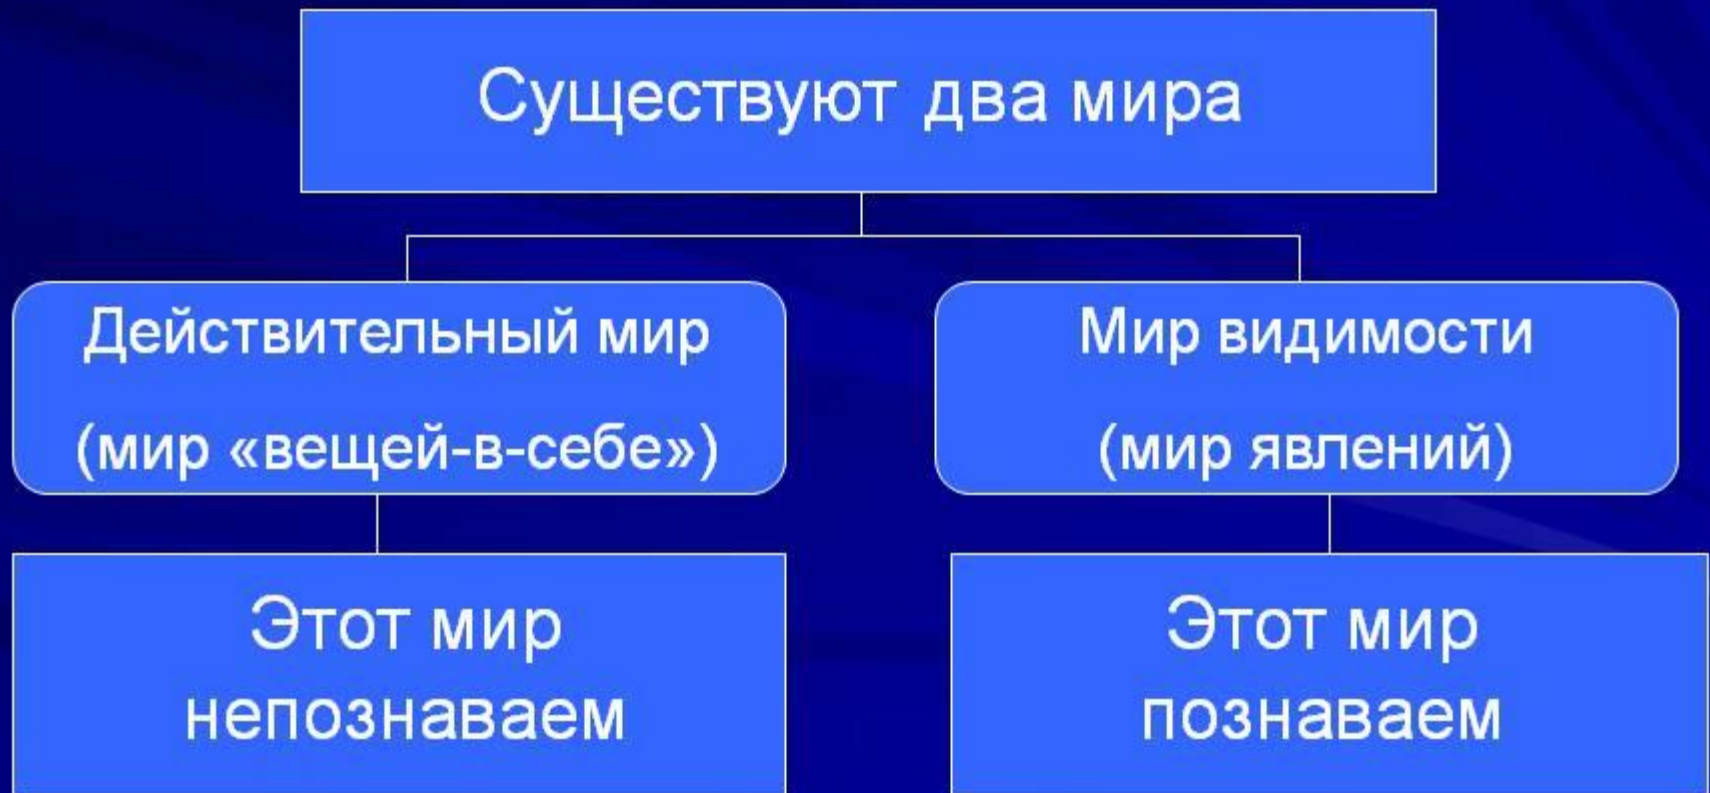 Существуют два мира
Действительный мир
(мир «вещей-в-себе»)
Мир видимости
(мир явлений)
Этот мир
непознаваем
Этот мир
познаваем